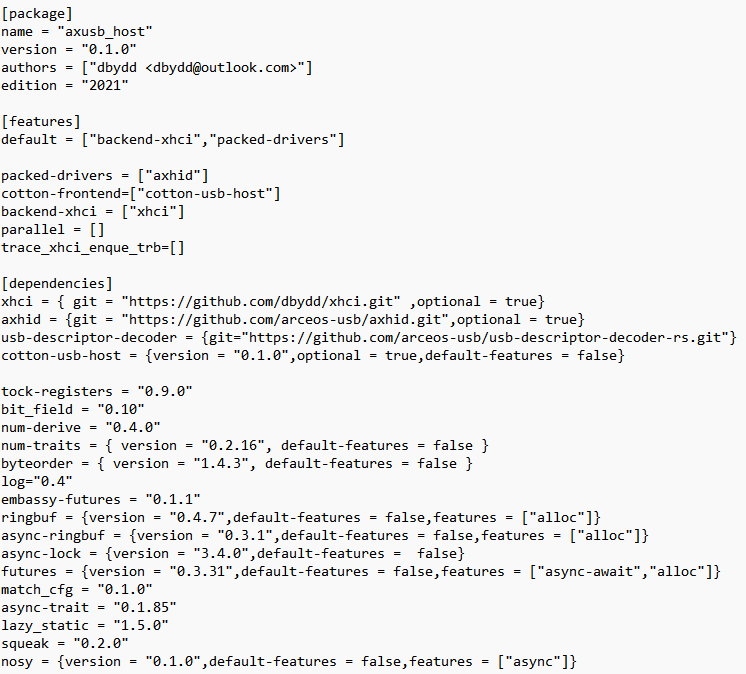 [package]
name = "axusb_host"
version = "0.1.0"
authors = ["dbydd <dbydd@outlook.com>"]
edition = "2021"

[features]
default = ["backend-xhci","packed-drivers"]

packed-drivers = ["axhid"]
cotton-frontend=["cotton-usb-host"]
backend-xhci = ["xhci"]
parallel = []
trace_xhci_enque_trb=[]

[dependencies]
xhci = { git = "https://github.com/dbydd/xhci.git" ,optional = true}
axhid = {git = "https://github.com/arceos-usb/axhid.git",optional = true}
usb-descriptor-decoder = {git="https://github.com/arceos-usb/usb-descriptor-decoder-rs.git"}
cotton-usb-host = {version = "0.1.0",optional = true,default-features = false}

tock-registers = "0.9.0"
bit_field = "0.10"
num-derive = "0.4.0"
num-traits = { version = "0.2.16", default-features = false }
byteorder = { version = "1.4.3", default-features = false }
log="0.4"
embassy-futures = "0.1.1"
ringbuf = {version = "0.4.7",default-features = false,features = ["alloc"]}
async-ringbuf = {version = "0.3.1",default-features = false,features = ["alloc"]}
async-lock = {version = "3.4.0",default-features =  false}
futures = {version = "0.3.31",default-features = false,features = ["async-await","alloc"]}
match_cfg = "0.1.0"
async-trait = "0.1.85"
lazy_static = "1.5.0"
squeak = "0.2.0"
nosy = {version = "0.1.0",default-features = false,features = ["async"]}